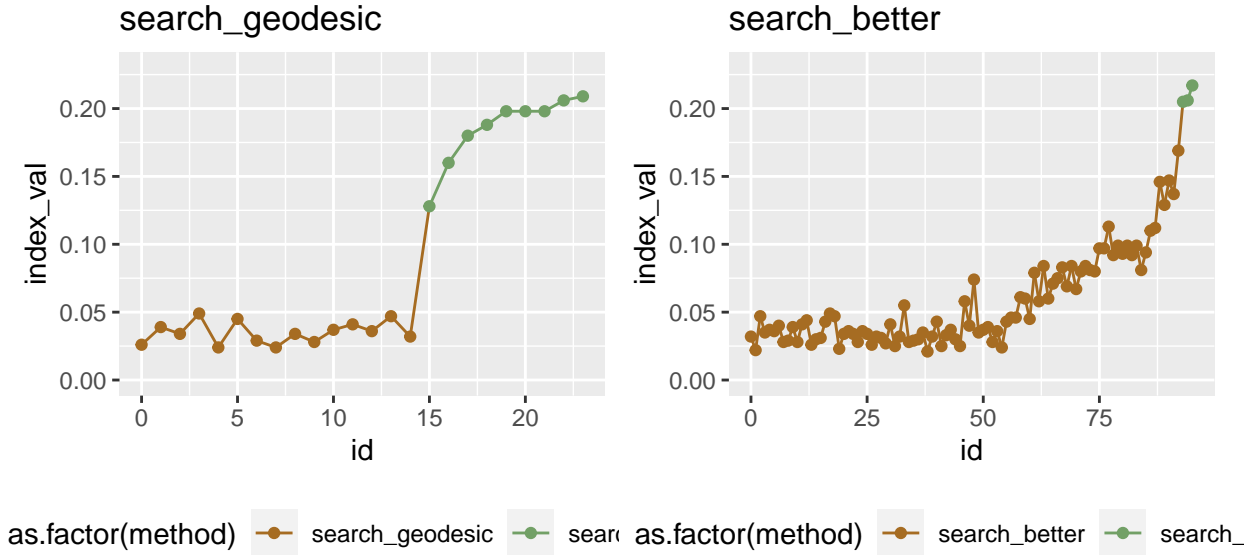 search_geodesic
index_val
0.20
0.15
0.10
0.05
0.00
0 5 10 15 20
id
as.factor(method) search_geodesic sear
search_better
index_val
0.20
0.15
0.10
0.05
0.00
0 25 50 75
id
as.factor(method) search_better search_